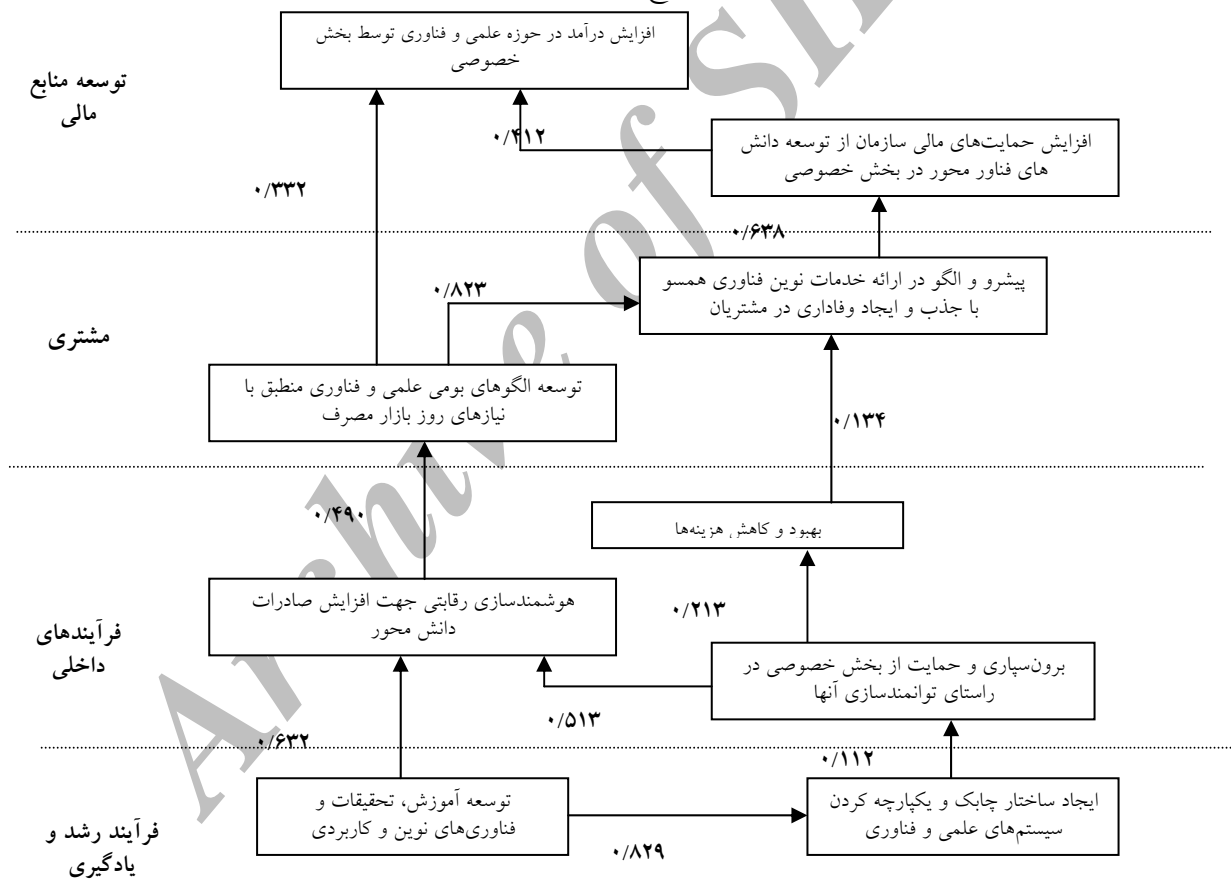 افزایش درآمد در حوزه علمی و فناوری توسط بخش
خصوصی
توسعه منابع
مالی
۰/۴۱۲
افزایش حمایت‌های مالی سازمان از توسعه دانش
های فناور محور در بخش خصوصی
۰/۳۳۲
۰/۶۳۸
پیشرو و الگو در ارائه خدمات نوین فناوری همسو
با جذب و ایجاد وفاداری در مشتریان
۰/۸۲۳
مشتری
توسعه الگوهای بومی علمی و فناوری منطبق با
نیازهای روز بازار مصرف
۰/۱۳۴
۰/۴۹۰
بهبود و کاهش هزینه‌ها
هوشمندسازی رقابتی جهت افزایش صادرات
دانش محور
۰/۲۱۳
فرآیندهای
داخلی
برون‌سپاری و حمایت از بخش خصوصی در
راستای توانمندسازی آنها
۰/۵۱۳
۰/۶۳۲
۰/۱۱۲
توسعه آموزش، تحقیقات و
فناوری‌های نوین و کاربردی
ایجاد ساختار چابک و یکپارچه کردن
سیستم‌های علمی و فناوری
فرآیند رشد و
یادگیری
۰/۸۲۹
Archive of SI